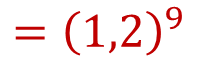 = (1,2)⁹